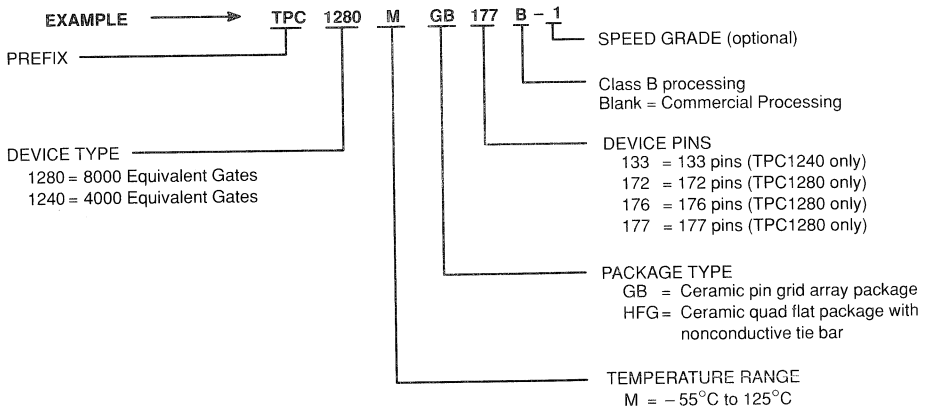 EXAMPLE TPC 1280 M GB 177 B - 1
SPEED GRADE (optional)
PREFIX
Class B processing
Blank = Commercial Processing
DEVICE TYPE
1280 = 8000 Equivalent Gates
1240 = 4000 Equivalent Gates
DEVICE PINS
133 = 133 pins (TPC1240 only)
172 = 172 pins (TPC1280 only)
176 = 176 pins (TPC1280 only)
177 = 177 pins (TPC1280 only)
PACKAGE TYPE
GB = Ceramic pin grid array package
HFG = Ceramic quad flat package with
nonconductive tie bar
TEMPERATURE RANGE
M = – 55°C to 125°C